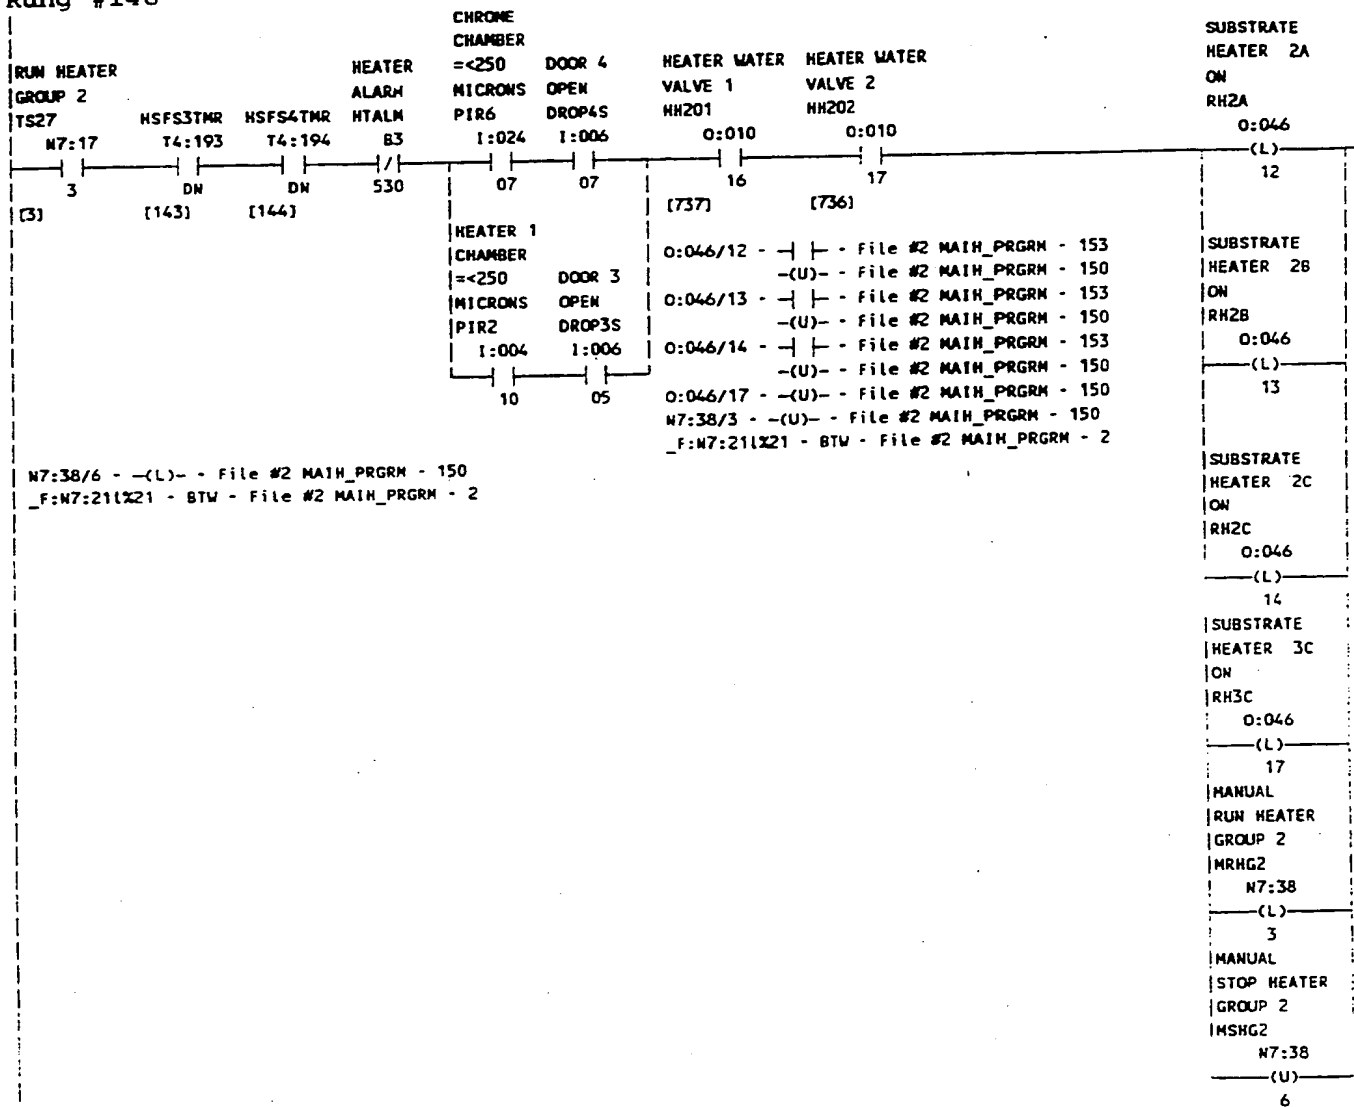 Rung #148
CHROME
CHAMBER
=<250 DOOR 4 HEATER WATER HEATER WATER
MICRONS OPEN VALVE 1 VALVE 2
PIR6 DROP4S HH201 HH202
I:024 I:006 O:010 O:010
07 07 16 17
[737] [736]
RUN HEATER HEATER
GROUP 2 ALARM
TS27 HSFS3TMR HSFS4TMR HTALM
N7:17 T4:193 T4:194 B3
3 DN DN 530
[3] [143] [144]
HEATER 1
CHAMBER
=<250 DOOR 3
MICRONS OPEN
PIR2 DROP3S
I:004 I:006
10 05
O:046/12 - -| |- - File #2 MAIN_PRGRM - 153
-(U)- - File #2 MAIN_PRGRM - 150
O:046/13 - -| |- - File #2 MAIN_PRGRM - 153
-(U)- - File #2 MAIN_PRGRM - 150
O:046/14 - -| |- - File #2 MAIN_PRGRM - 153
-(U)- - File #2 MAIN_PRGRM - 150
O:046/17 - -(U)- - File #2 MAIN_PRGRM - 150
N7:38/3 - -(U)- - File #2 MAIN_PRGRM - 150
_F:N7:211%21 - BTW - File #2 MAIN_PRGRM - 2
N7:38/6 - -(L)- - File #2 MAIN_PRGRM - 150
_F:N7:211%21 - BTW - File #2 MAIN_PRGRM - 2
SUBSTRATE
HEATER 2A
ON
RH2A
O:046
(L)
12
SUBSTRATE
HEATER 2B
ON
RH2B
O:046
(L)
13
SUBSTRATE
HEATER 2C
ON
RH2C
O:046
(L)
14
SUBSTRATE
HEATER 3C
ON
RH3C
O:046
(L)
17
MANUAL
RUN HEATER
GROUP 2
MRHG2
N7:38
(L)
3
MANUAL
STOP HEATER
GROUP 2
MSHG2
N7:38
(U)
6